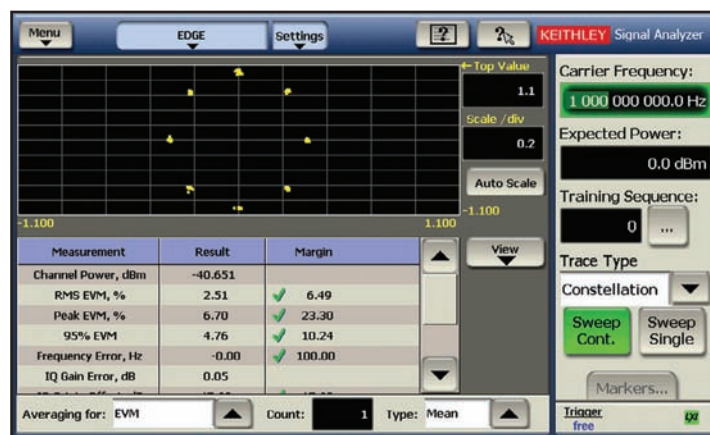 Menu
EDGE
Settings
KEITHLEY Signal Analyzer
←Top Value
1.1
Scale /div
0.2
Auto Scale
-1.100
-1.100
1.100
View
Measurement Result Margin
Channel Power, dBm -40.651
RMS EVM, % 2.51 6.49
Peak EVM, % 6.70 23.30
95% EVM 4.76 10.24
Frequency Error, Hz -0.00 100.00
IQ Gain Error, dB 0.05
Averaging for: EVM
Count: 1
Type: Mean
Carrier Frequency:
1 000 000 000.0 Hz
Expected Power:
0.0 dBm
Training Sequence:
0 ...
Trace Type
Constellation
Sweep Cont.
Sweep Single
Markers...
Trigger
free
LXI